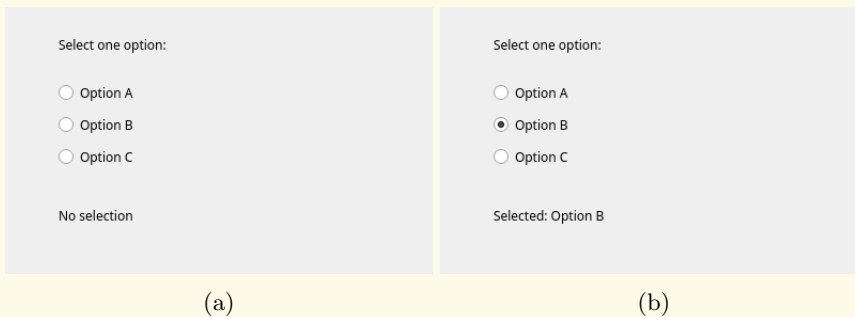 Select one option:
Option A
Option B
Option C
No selection
(a)
Select one option:
Option A
Option B
Option C
Selected: Option B
(b)